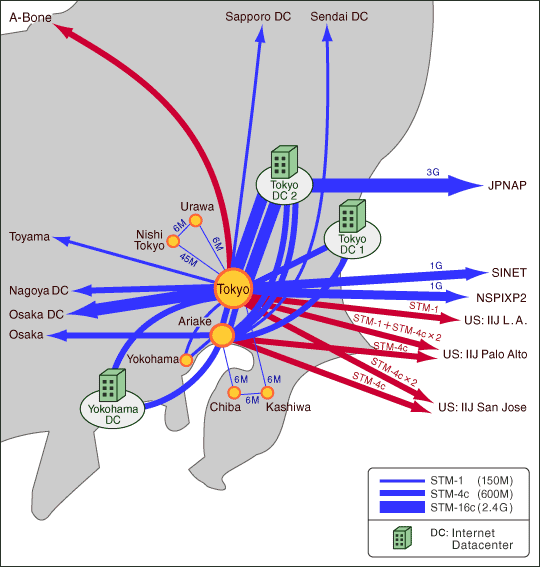 A-Bone
Sapporo DC
Sendai DC
Tokyo
DC 2
3G
JPNAP
Urawa
6M
Nishi
Tokyo
6M
45M
Tokyo
DC 1
Toyama
1G
SINET
Nagoya DC
Tokyo
1G
NSPIXP2
Osaka DC
STM-1
US: IIJ L.A.
Ariake
STM-1+STM-4c×2
Osaka
STM-4c
US: IIJ Palo Alto
Yokohama
STM-4c×2
STM-4c
6M
6M
6M
Yokohama
DC
Chiba
Kashiwa
US: IIJ San Jose
STM-1 (150M)
STM-4c (600M)
STM-16c (2.4G)
DC: Internet
Datacenter